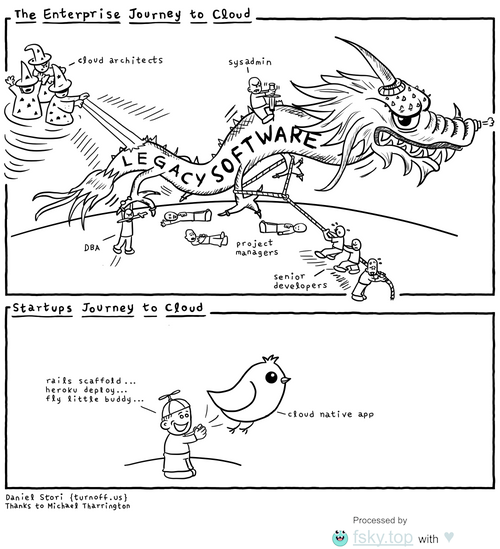 The Enterprise Journey to Cloud
cloud architects
sysadmin
LEGACY SOFTWARE
DBA
project
managers
senior
developers
Startups Journey to Cloud
rails scaffold...
heroku deploy...
fly little buddy...
cloud native app
Daniel Stori {turnoff.us}
Thanks to Michael Tharrington
Processed by
fsky.top with ♥